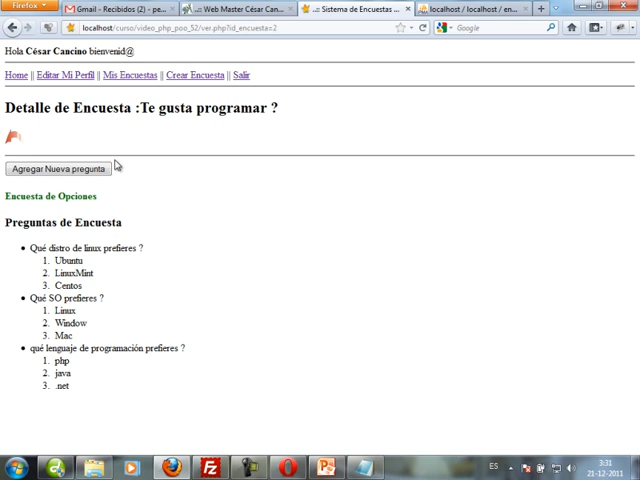 Firefox
Gmail - Recibidos (2) - pe...
..:: Web Master César Can...
..:: Sistema de Encuestas ...
localhost / localhost / en...
localhost/curso/video_php_poo_52/ver.php?id_encuesta=2
Google
Hola César Cancino bienvenid@
Home || Editar Mi Perfil || Mis Encuestas || Crear Encuesta || Salir
Detalle de Encuesta :Te gusta programar ?
Agregar Nueva pregunta
Encuesta de Opciones
Preguntas de Encuesta
• Qué distro de linux prefieres ?
1. Ubuntu
2. LinuxMint
3. Centos
• Qué SO prefieres ?
1. Linux
2. Window
3. Mac
• qué lenguaje de programación prefieres ?
1. php
2. java
3. .net
ES
3:31
21-12-2011